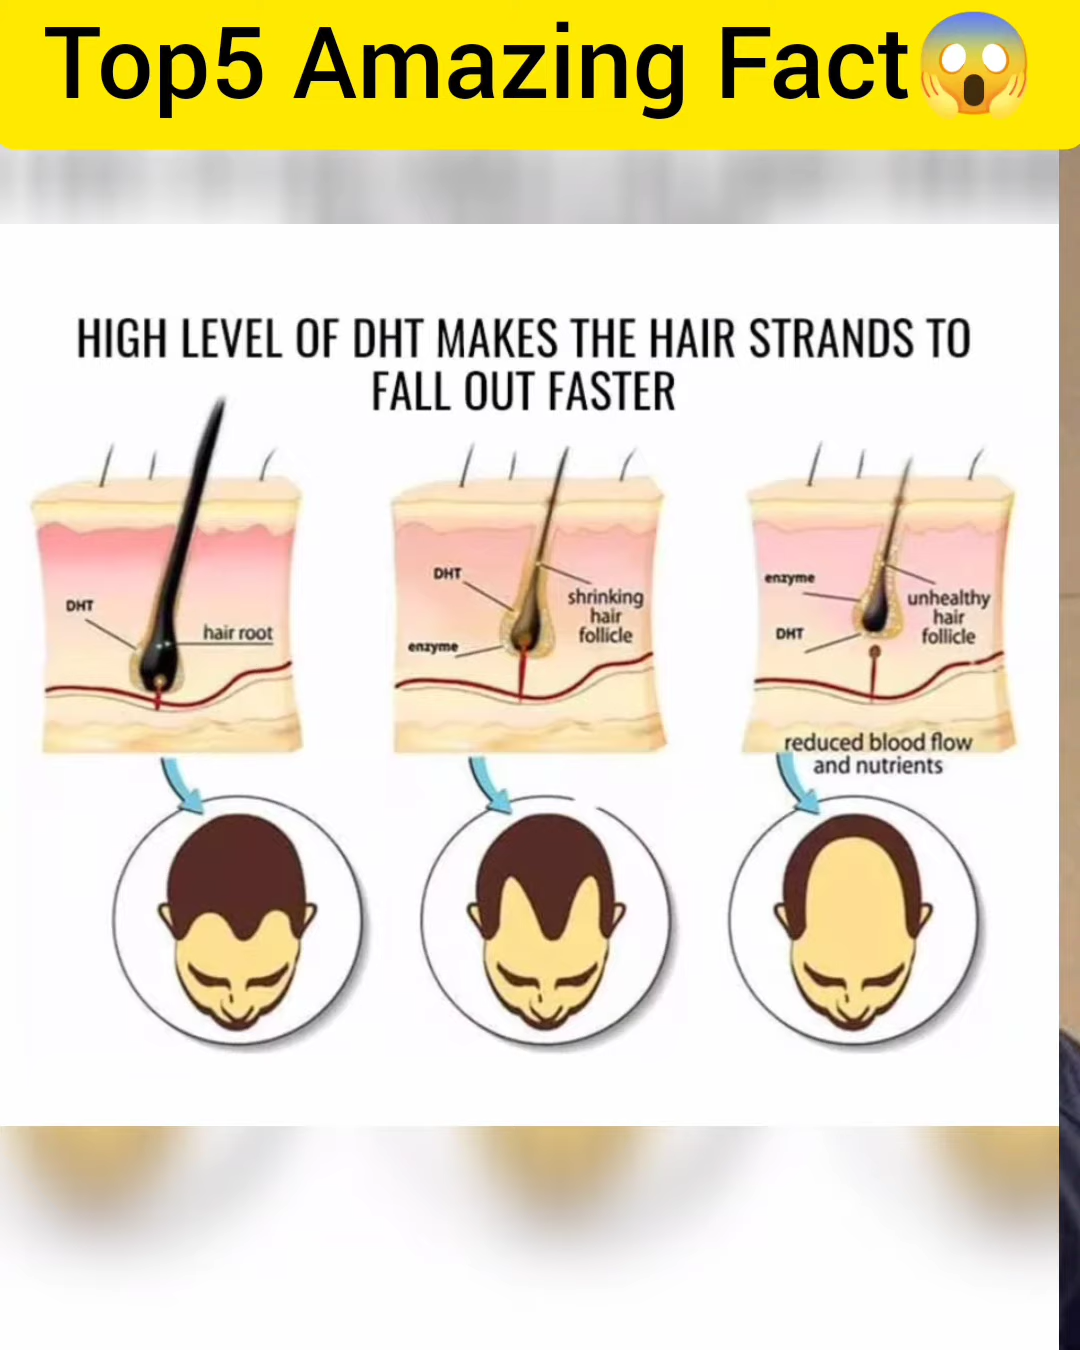 Top5 Amazing Fact😱
HIGH LEVEL OF DHT MAKES THE HAIR STRANDS TO
FALL OUT FASTER
DHT
hair root
DHT
shrinking
hair
follicle
enzyme
enzyme
unhealthy
hair
follicle
DHT
reduced blood flow
and nutrients